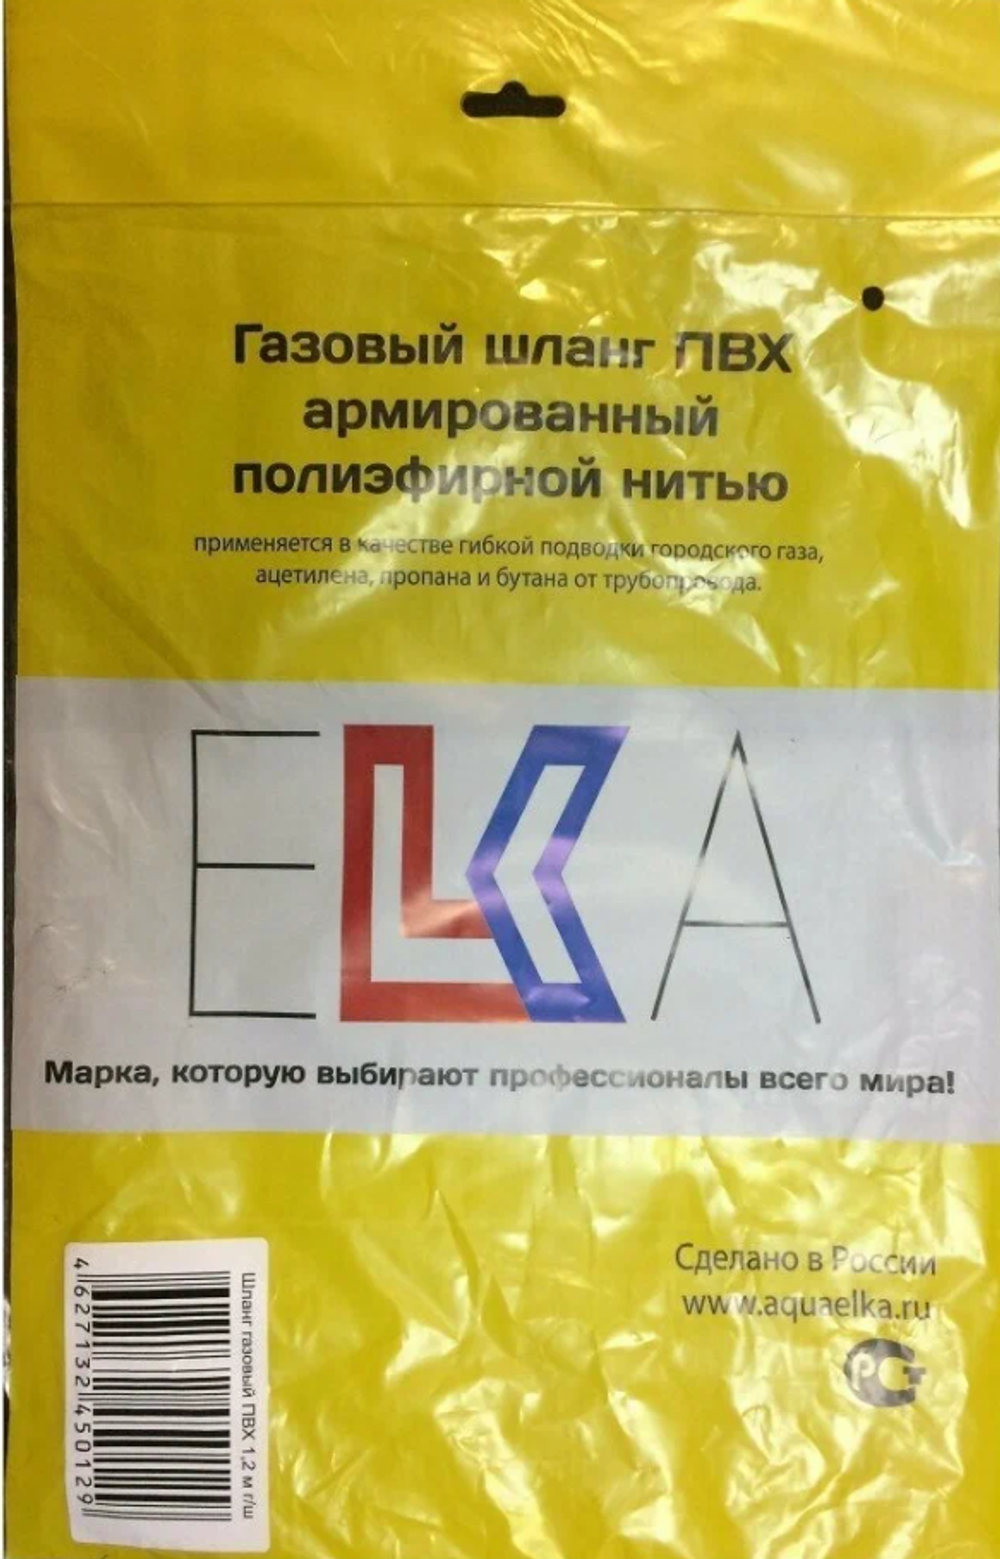 Газовый шланг ПВХ
армированный
полиэфирной нитью
применяется в качестве гибкой подводки городского газа,
ацетилена, пропана и бутана от трубопровода.
ELKA
Марка, которую выбирают профессионалы всего мира!
Сделано в России
www.aquaelka.ru
РСТ
Шланг газовый ПВХ 1,2 м г/ш
4627132450129